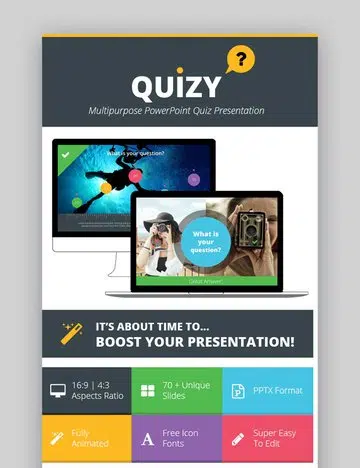 ?
QUiZY
Multipurpose PowerPoint Quiz Presentation
What is your question?
What is
your
question?
Great Answer!
IT'S ABOUT TIME TO...
BOOST YOUR PRESENTATION!
16:9 | 4:3
Aspects Ratio
70 + Unique
Slides
P
PPTX Format
Fully
Animated
A
Free Icon
Fonts
Super Easy
To Edit